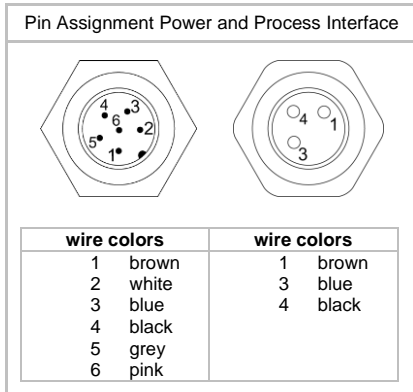 Pin Assignment Power and Process Interface
4 3
6
5 2
1
4 1
3
wire colors wire colors
1 brown 1 brown
2 white 3 blue
3 blue 4 black
4 black
5 grey
6 pink